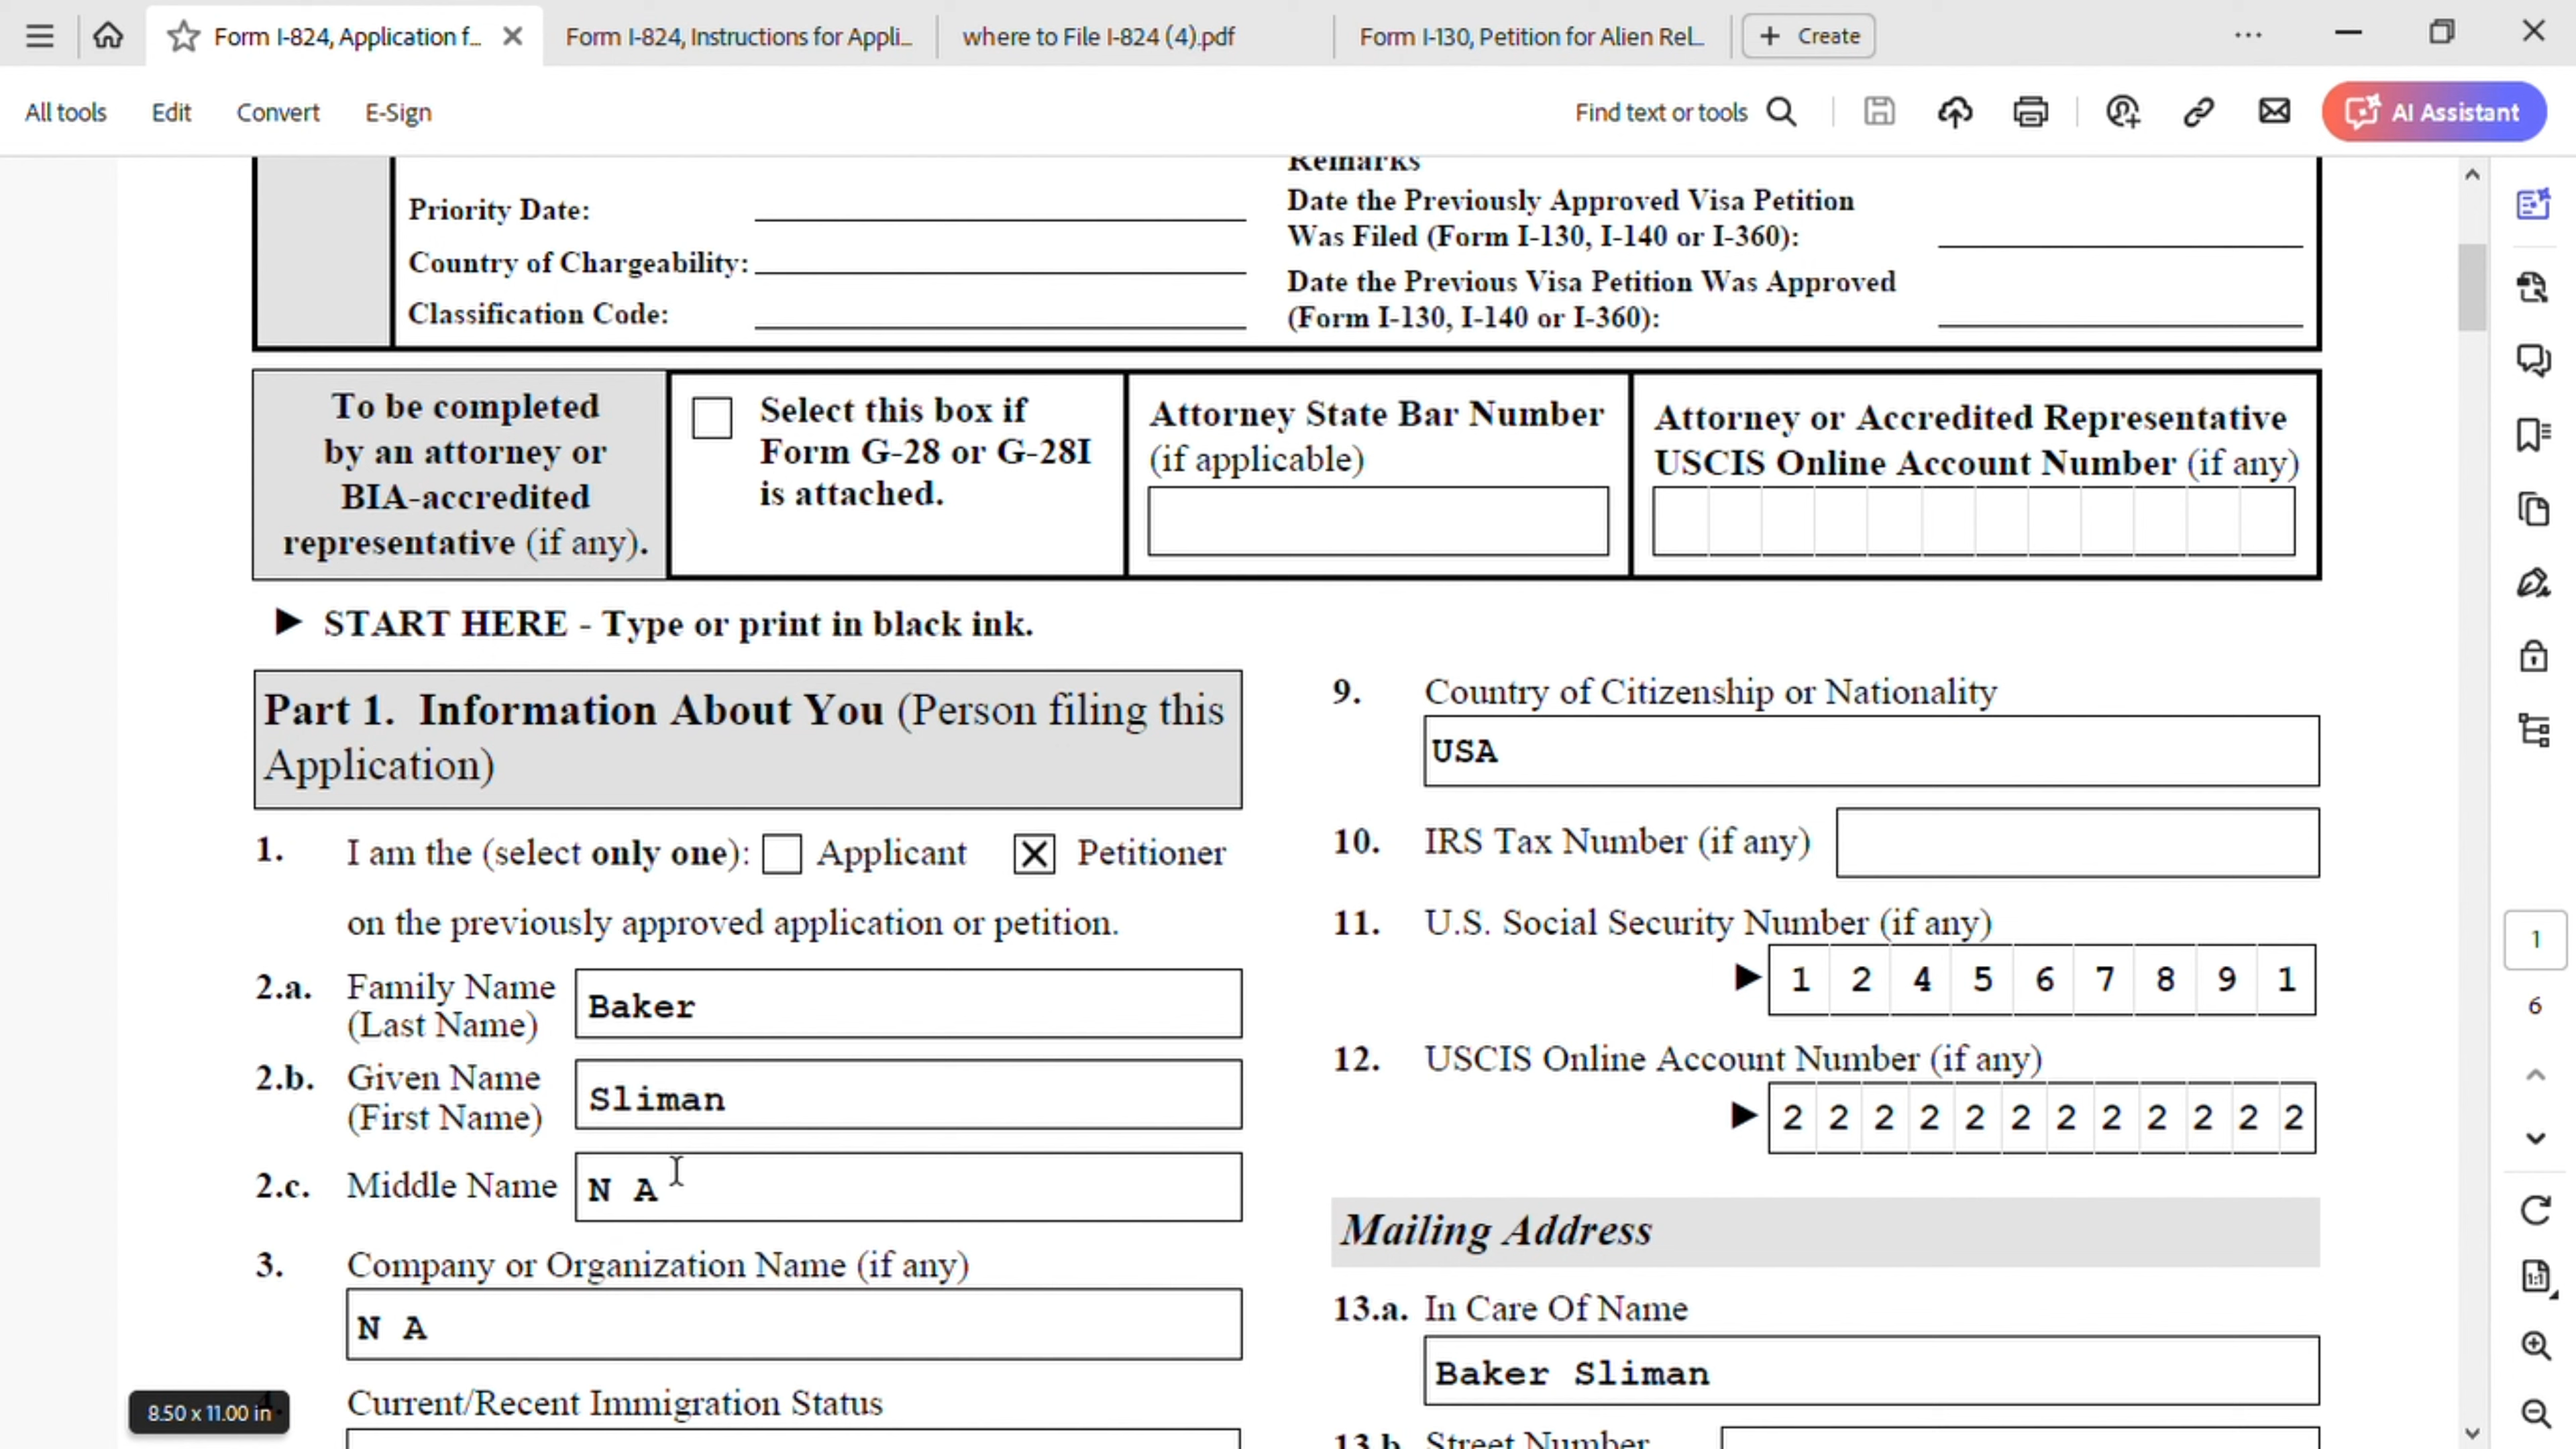 Form I-824, Application f...
Form I-824, Instructions for Appli...
where to File I-824 (4).pdf
Form I-130, Petition for Alien Rel...
+ Create
All tools
Edit
Convert
E-Sign
Find text or tools
AI Assistant
Remarks
Priority Date:
Country of Chargeability:
Classification Code:
Date the Previously Approved Visa Petition
Was Filed (Form I-130, I-140 or I-360):
Date the Previous Visa Petition Was Approved
(Form I-130, I-140 or I-360):
To be completed
by an attorney or
BIA-accredited
representative (if any).
Select this box if
Form G-28 or G-28I
is attached.
Attorney State Bar Number
(if applicable)
Attorney or Accredited Representative
USCIS Online Account Number (if any)
► START HERE - Type or print in black ink.
Part 1. Information About You (Person filing this
Application)
1. I am the (select only one): Applicant X Petitioner
on the previously approved application or petition.
2.a. Family Name
(Last Name)
Baker
2.b. Given Name
(First Name)
Sliman
2.c. Middle Name
N A
3. Company or Organization Name (if any)
N A
Current/Recent Immigration Status
8.50 x 11.00 in
9. Country of Citizenship or Nationality
USA
10. IRS Tax Number (if any)
11. U.S. Social Security Number (if any)
► 1 2 4 5 6 7 8 9 1
12. USCIS Online Account Number (if any)
► 2 2 2 2 2 2 2 2 2 2 2 2
Mailing Address
13.a. In Care Of Name
Baker Sliman
13.b. Street Number
1
6
1:1